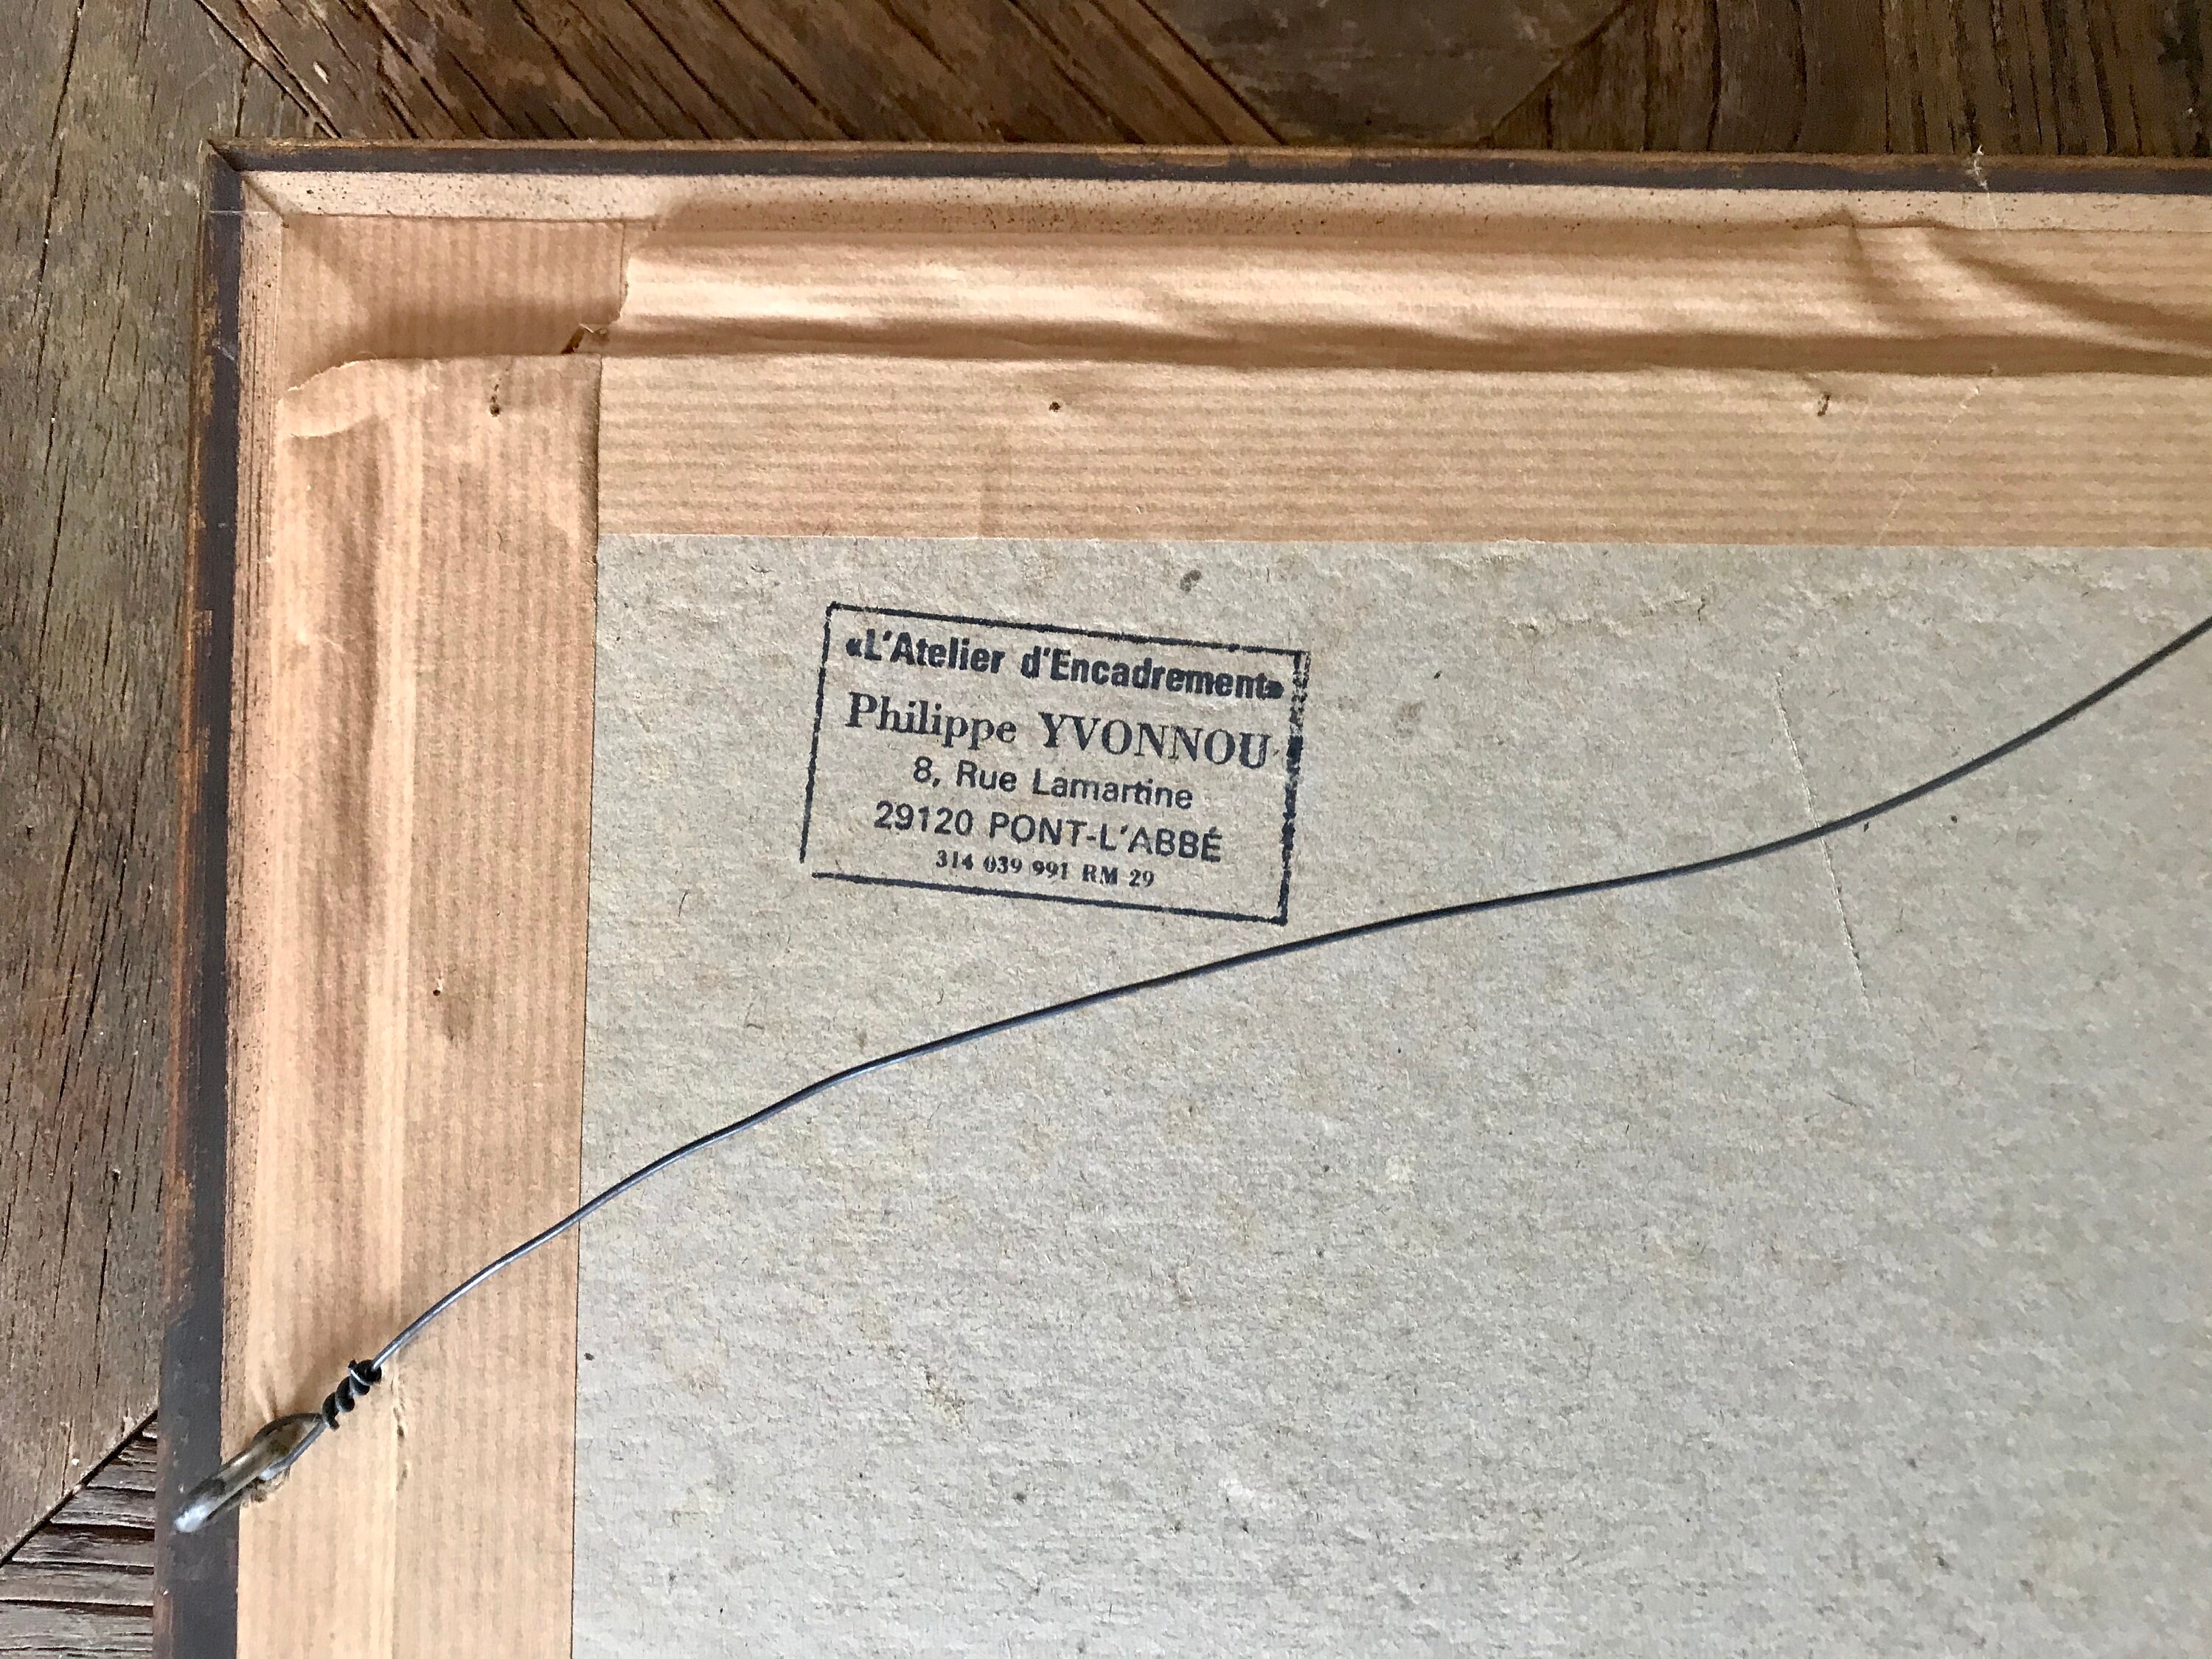 «L'Atelier d'Encadrement»
Philippe YVONNOU
8, Rue Lamartine
29120 PONT-L'ABBÉ
314 039 991 RM 29